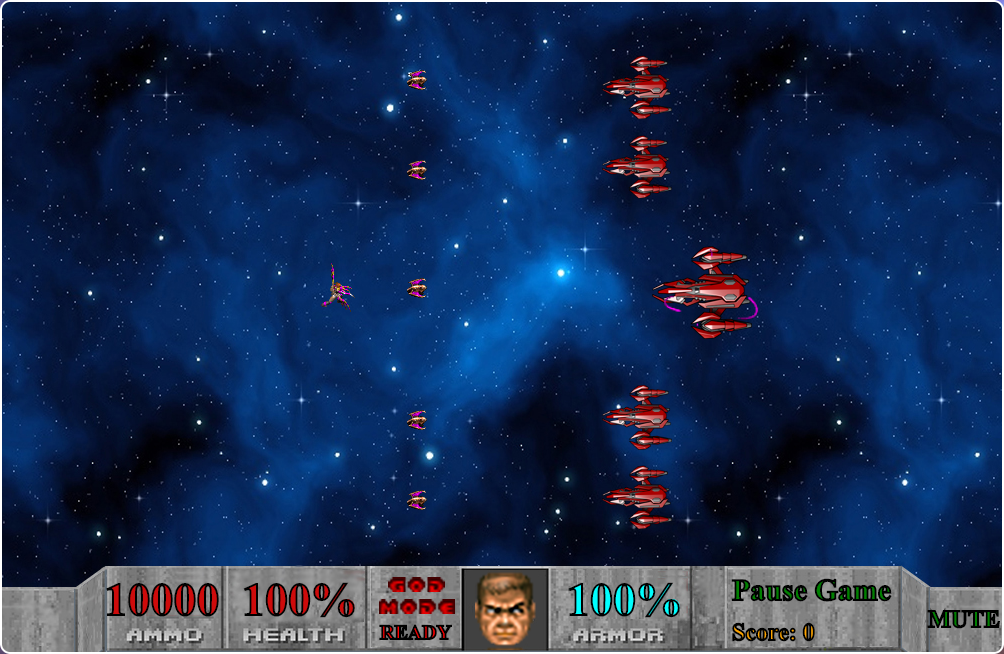 10000
AMMO
100%
HEALTH
GOD
MODE
READY
100%
ARMOR
Pause Game
Score: 0
MUTE